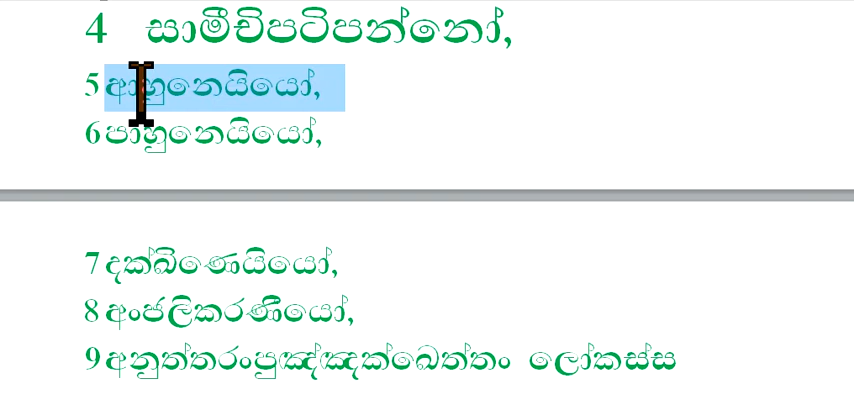 4 සාමීචිපටිපන්නෝ,
5 ආහුනෙයියෝ,
6 පාහුනෙයියෝ,
7 දක්ඛිණෙයියෝ,
8 අංජලිකරණීයෝ,
9 අනුත්තරංපුඤ්ඤක්ඛෙත්තං ලෝකස්ස